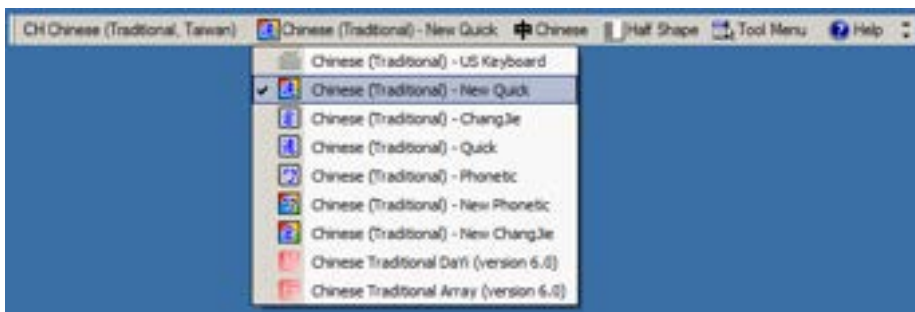 CH Chinese (Traditional, Taiwan) Chinese (Traditional) - New Quick 中 Chinese Half Shape Tool Menu Help
Chinese (Traditional) - US Keyboard
Chinese (Traditional) - New Quick
Chinese (Traditional) - ChangJie
Chinese (Traditional) - Quick
Chinese (Traditional) - Phonetic
Chinese (Traditional) - New Phonetic
Chinese (Traditional) - New ChangJie
Chinese Traditional DaYi (version 6.0)
Chinese Traditional Array (version 6.0)